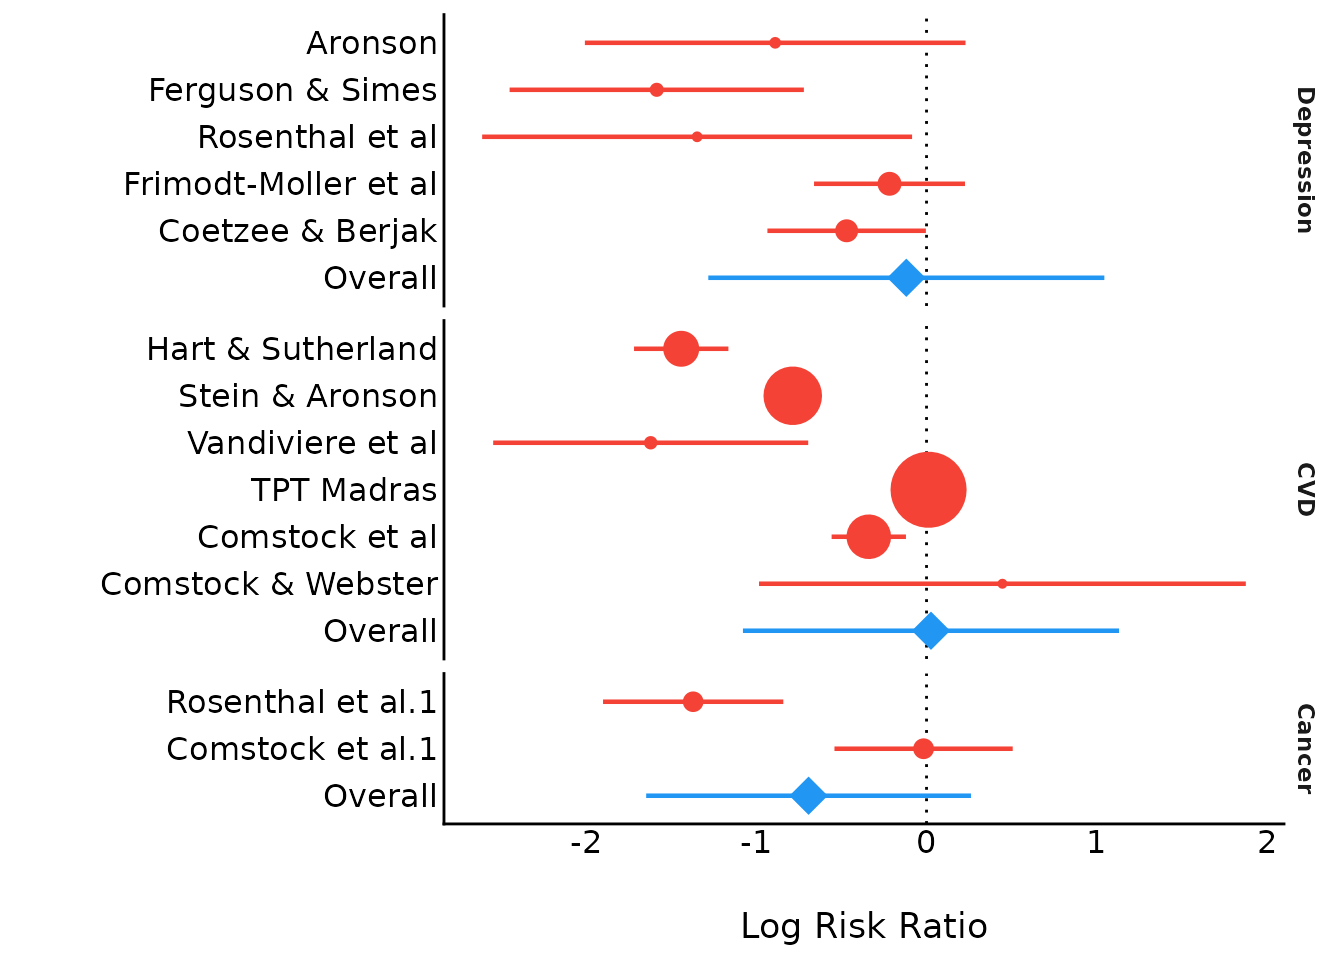 Aronson
Ferguson & Simes
Rosenthal et al
Frimodt-Moller et al
Coetzee & Berjak
Overall
Depression
Hart & Sutherland
Stein & Aronson
Vandiviere et al
TPT Madras
Comstock et al
Comstock & Webster
Overall
CVD
Rosenthal et al.1
Comstock et al.1
Overall
Cancer
-2 -1 0 1 2
Log Risk Ratio